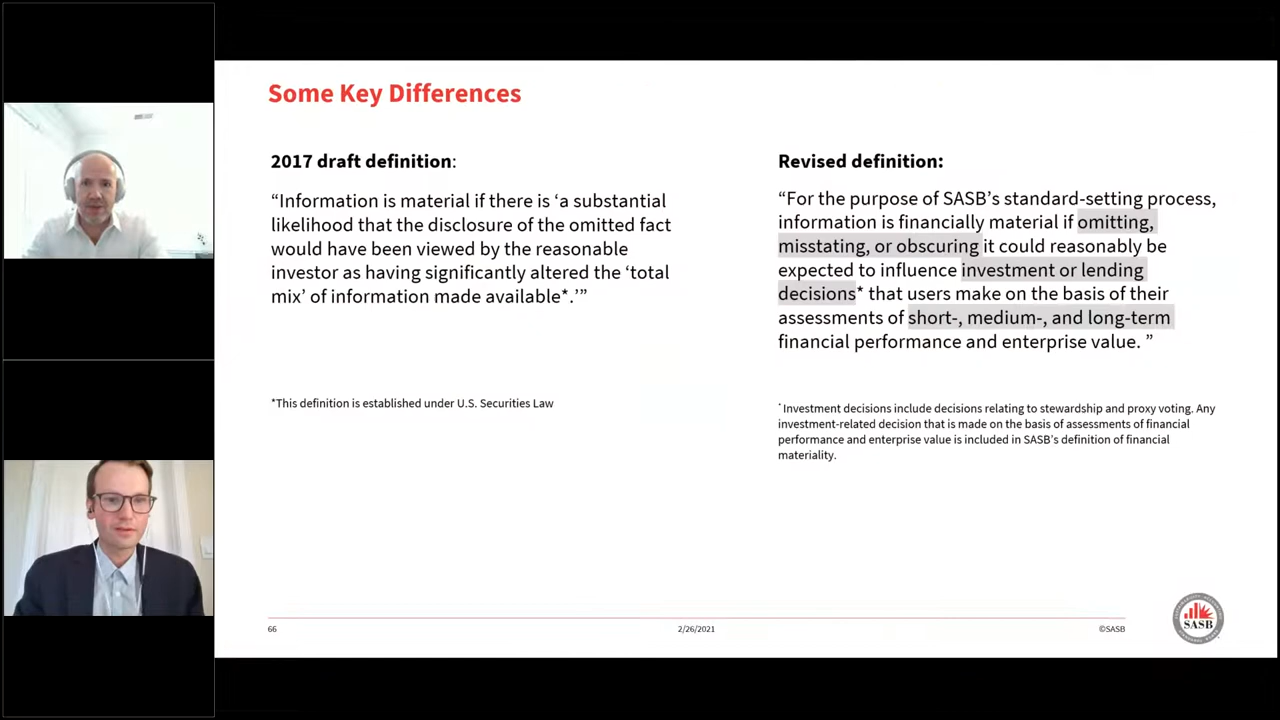 Some Key Differences
2017 draft definition:
“Information is material if there is ‘a substantial
likelihood that the disclosure of the omitted fact
would have been viewed by the reasonable
investor as having significantly altered the ‘total
mix’ of information made available*.’”
*This definition is established under U.S. Securities Law
Revised definition:
“For the purpose of SASB’s standard-setting process,
information is financially material if omitting,
misstating, or obscuring it could reasonably be
expected to influence investment or lending
decisions* that users make on the basis of their
assessments of short-, medium-, and long-term
financial performance and enterprise value. ”
*Investment decisions include decisions relating to stewardship and proxy voting. Any
investment-related decision that is made on the basis of assessments of financial
performance and enterprise value is included in SASB’s definition of financial
materiality.
66
2/26/2021
©SASB
SASB